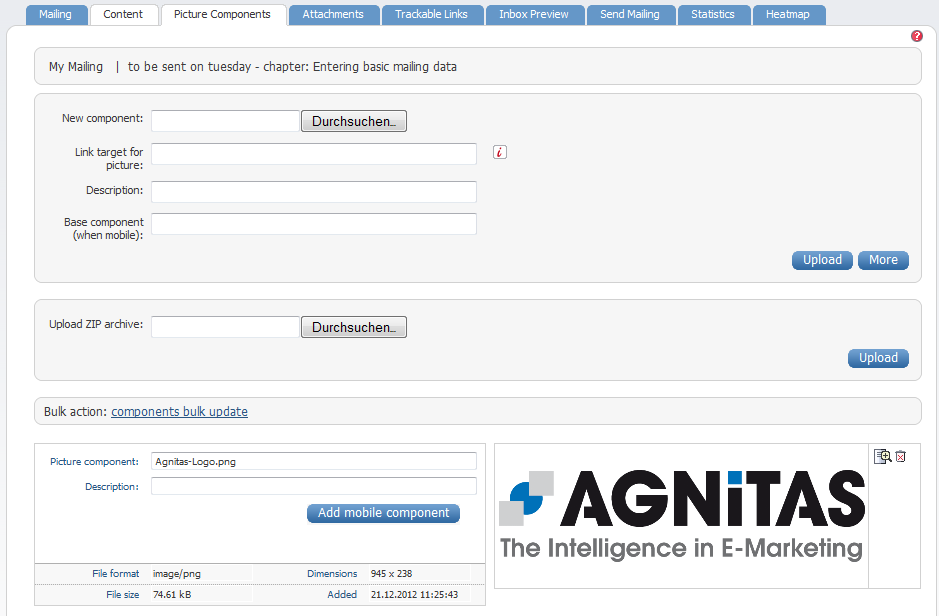 Mailing Content Picture Components Attachments Trackable Links Inbox Preview Send Mailing Statistics Heatmap
?
My Mailing | to be sent on tuesday - chapter: Entering basic mailing data
New component: Durchsuchen...
Link target for
picture:
i
Description:
Base component
(when mobile):
Upload More
Upload ZIP archive: Durchsuchen...
Upload
Bulk action: components bulk update
Picture component: Agnitas-Logo.png
Description:
Add mobile component
File format image/png Dimensions 945 x 238
File size 74.61 kB Added 21.12.2012 11:25:43
AGNiTAS
The Intelligence in E-Marketing